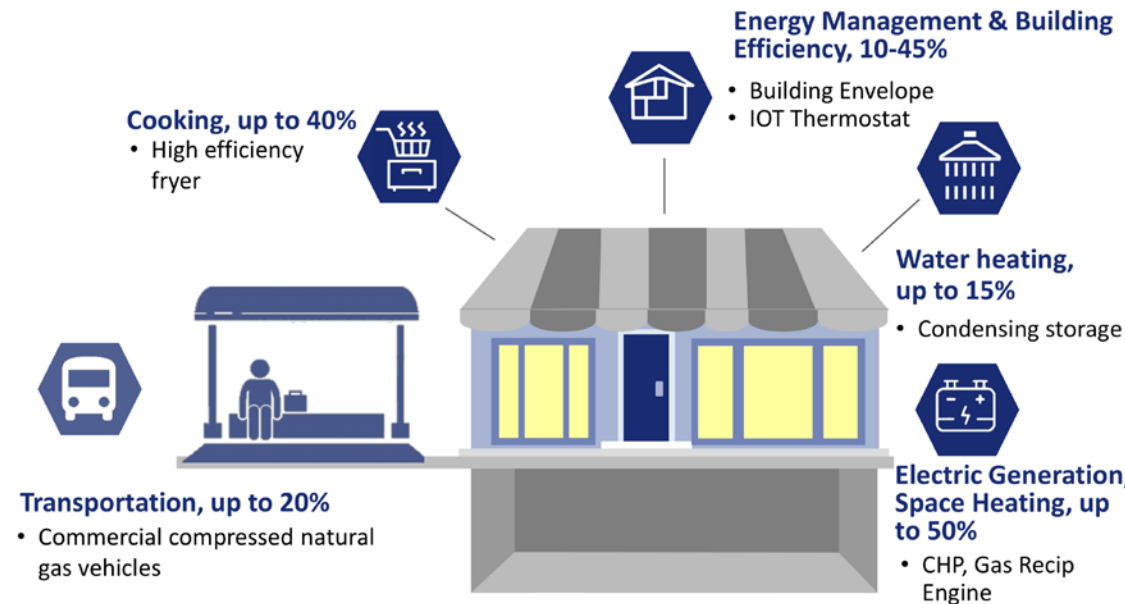 Energy Management & Building
Efficiency, 10-45%
• Building Envelope
• IOT Thermostat
Cooking, up to 40%
• High efficiency
fryer
Water heating,
up to 15%
• Condensing storage
Electric Generation,
Space Heating, up
to 50%
• CHP, Gas Recip
Engine
Transportation, up to 20%
• Commercial compressed natural
gas vehicles